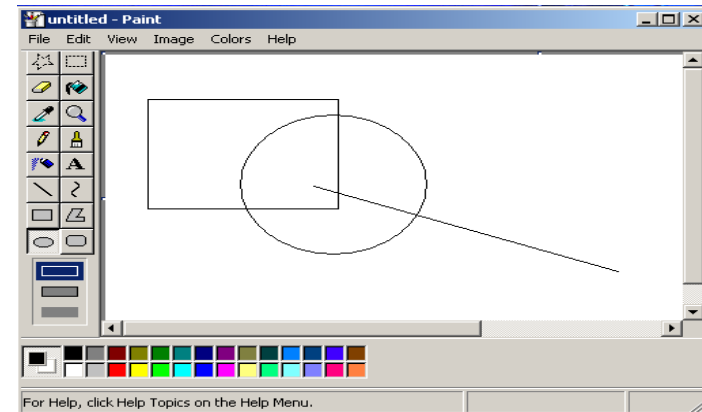 untitled - Paint
File Edit View Image Colors Help
A
For Help, click Help Topics on the Help Menu.